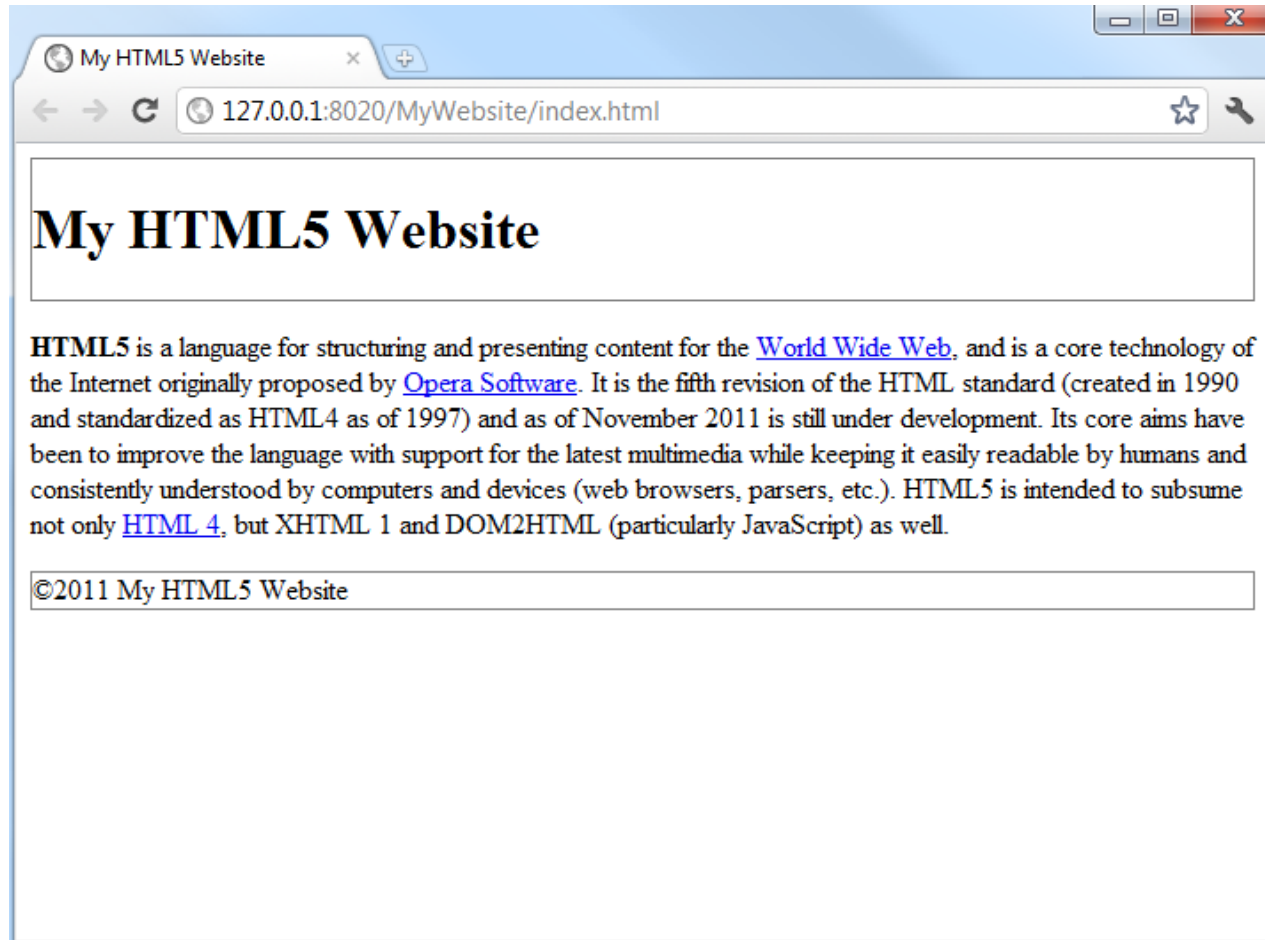 My HTML5 Website
127.0.0.1:8020/MyWebsite/index.html
My HTML5 Website
HTML5 is a language for structuring and presenting content for the World Wide Web, and is a core technology of
the Internet originally proposed by Opera Software. It is the fifth revision of the HTML standard (created in 1990
and standardized as HTML4 as of 1997) and as of November 2011 is still under development. Its core aims have
been to improve the language with support for the latest multimedia while keeping it easily readable by humans and
consistently understood by computers and devices (web browsers, parsers, etc.). HTML5 is intended to subsume
not only HTML 4, but XHTML 1 and DOM2HTML (particularly JavaScript) as well.
©2011 My HTML5 Website